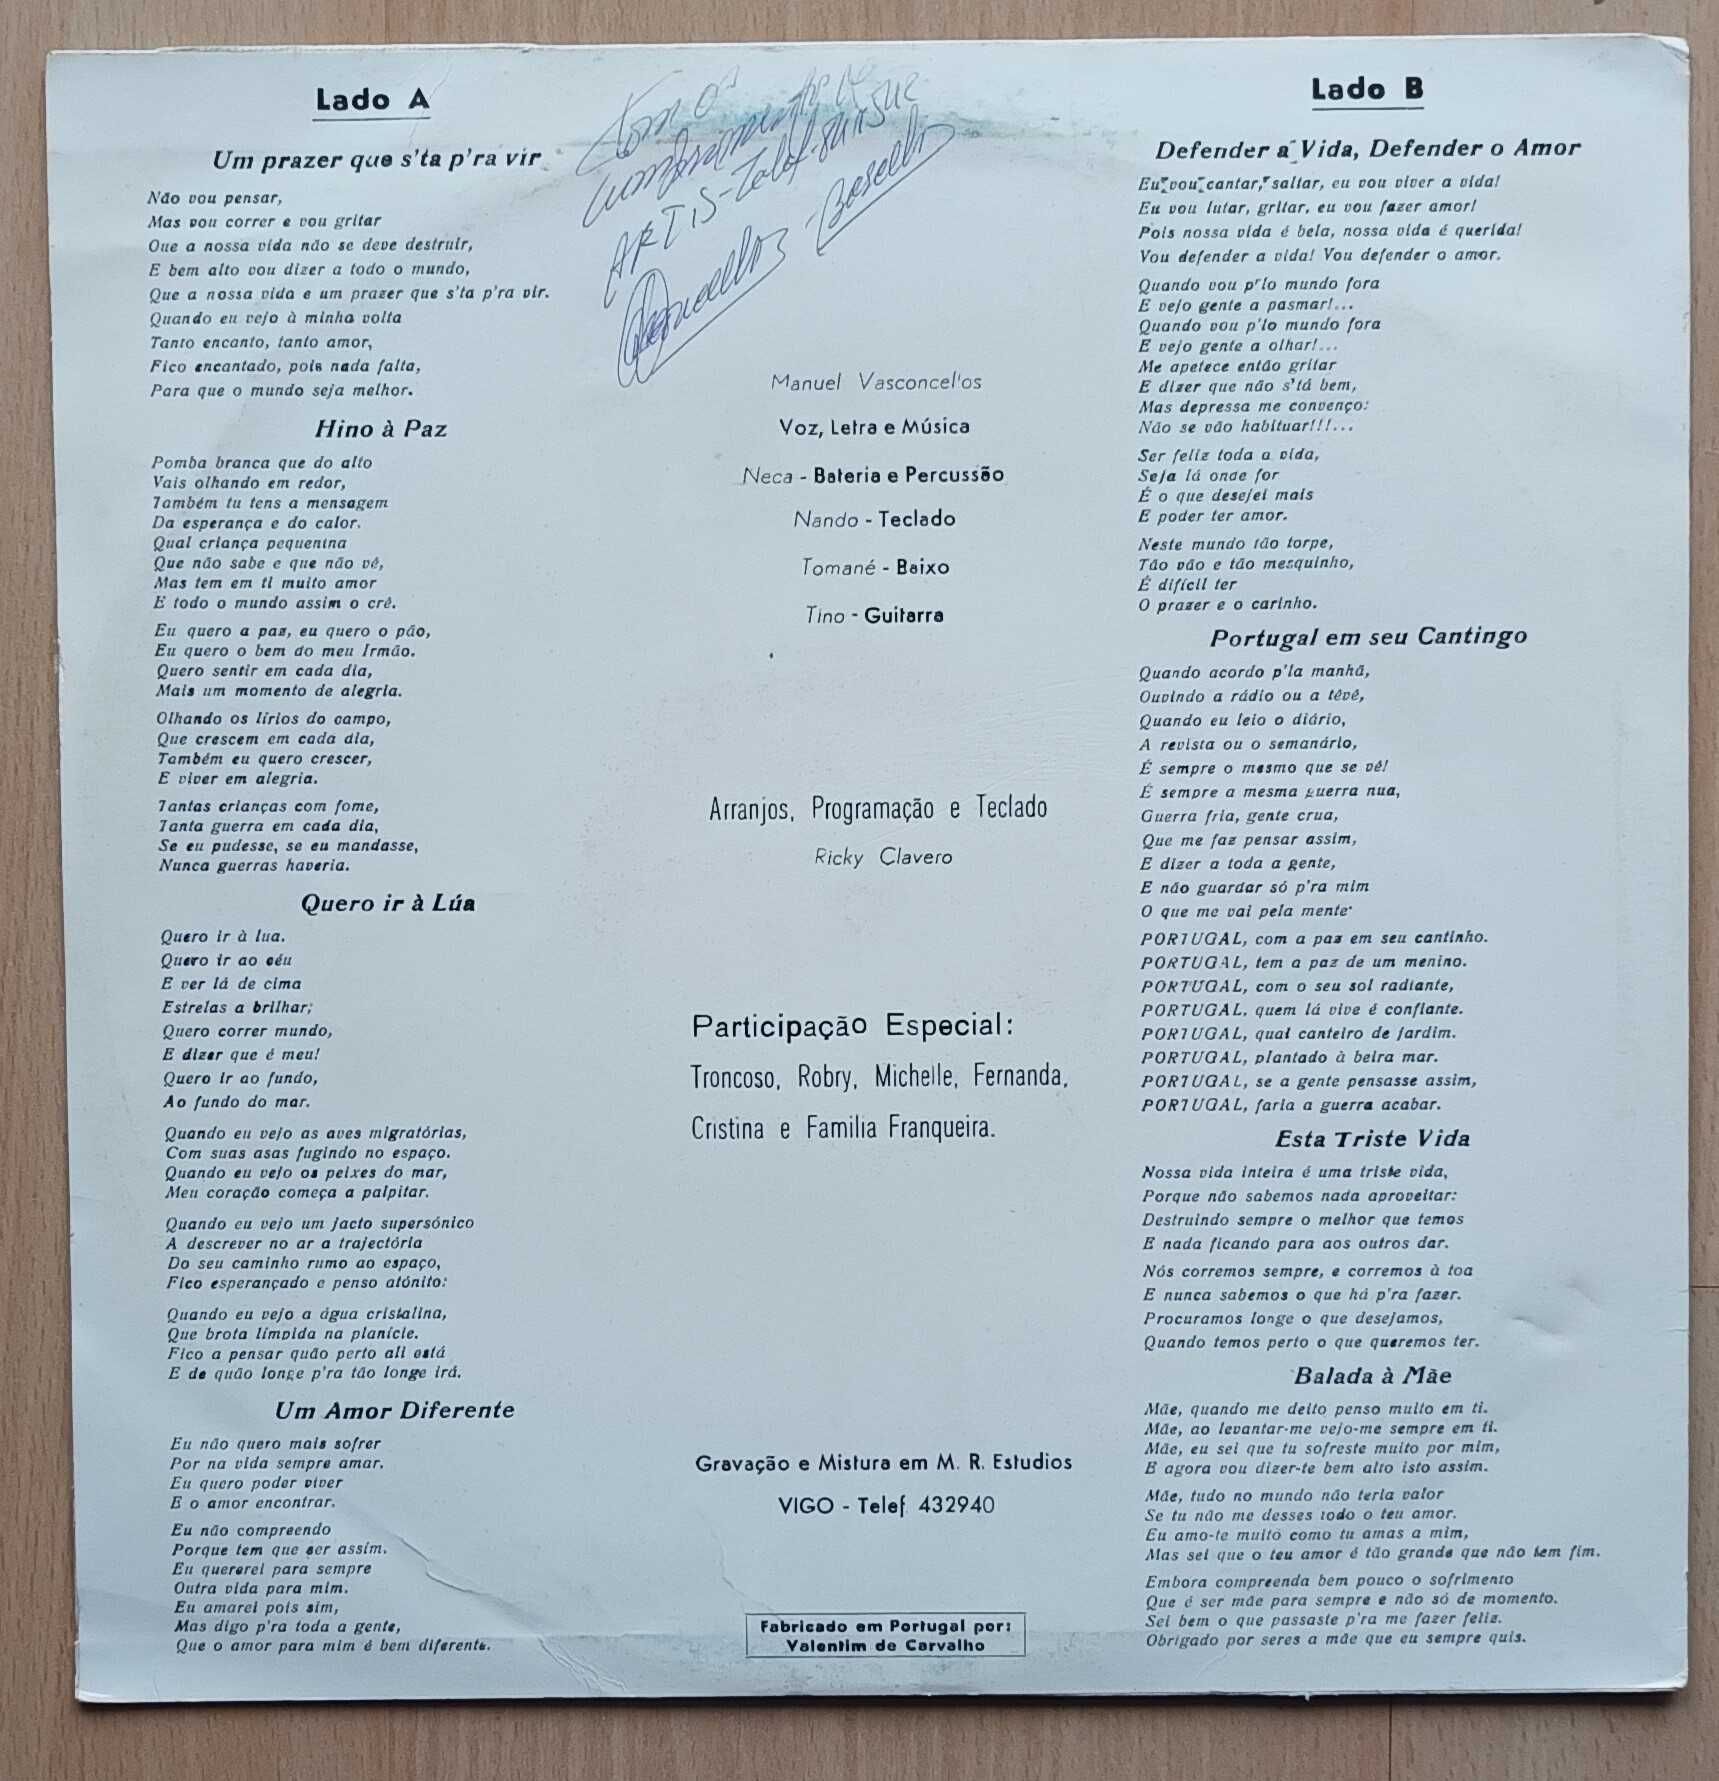 Lado A
Um prazer que s'ta p'ra vir
Não vou pensar,
Mas vou correr e vou gritar
Que a nossa vida não se deve destruir,
E bem alto vou dizer a todo o mundo,
Que a nossa vida e um prazer que s'ta p'ra vir.
Quando eu vejo à minha volta
Tanto encanto, tanto amor,
Fico encantado, pois nada falta,
Para que o mundo seja melhor.
Hino à Paz
Pomba branca que do alto
Vais olhando em redor,
Também tu tens a mensagem
Da esperança e do calor.
Qual criança pequenina
Que não sabe e que não vê,
Mas tem em ti muito amor
E todo o mundo assim o crê.
Eu quero a paz, eu quero o pão,
Eu quero o bem do meu Irmão.
Quero sentir em cada dia,
Mais um momento de alegria.
Olhando os lírios do campo,
Que crescem em cada dia,
Também eu quero crescer,
E viver em alegria.
Tantas crianças com fome,
Tanta guerra em cada dia,
Se eu pudesse, se eu mandasse,
Nunca guerras haveria.
Quero ir à Lúa
Quero ir à lua.
Quero ir ao céu
E ver lá de cima
Estrelas a brilhar;
Quero correr mundo,
E dizer que é meu!
Quero ir ao fundo,
Ao fundo do mar.
Quando eu vejo as aves migratórias,
Com suas asas fugindo no espaço.
Quando eu vejo os peixes do mar,
Meu coração começa a palpitar.
Quando eu vejo um jacto supersónico
A descrever no ar a trajectória
Do seu caminho rumo ao espaço,
Fico esperançado e penso atónito:
Quando eu vejo a água cristalina,
Que brota límpida na planície.
Fico a pensar quão perto ali está
E de quão longe p'ra tão longe irá.
Um Amor Diferente
Eu não quero mais sofrer
Por na vida sempre amar.
Eu quero poder viver
E o amor encontrar.
Eu não compreendo
Porque tem que ser assim.
Eu quererei para sempre
Outra vida para mim.
Eu amarei pois sim,
Mas digo p'ra toda a gente,
Que o amor para mim é bem diferente.
Com os
cumprimentos de
ARTIS-Telef.
Vasconcellos
Manuel Vasconcel'os
Voz, Letra e Música
Neca - Bateria e Percussão
Nando - Teclado
Tomané - Baixo
Tino - Guitarra
Arranjos, Programação e Teclado
Ricky Clavero
Participação Especial:
Troncoso, Robry, Michelle, Fernanda,
Cristina e Familia Franqueira.
Gravação e Mistura em M. R. Estudios
VIGO - Telef. 432940
Fabricado em Portugal por:
Valentim de Carvalho
Lado B
Defender a Vida, Defender o Amor
Eu vou cantar, saltar, eu vou viver a vida!
Eu vou lutar, gritar, eu vou fazer amor!
Pois nossa vida é bela, nossa vida é querida!
Vou defender a vida! Vou defender o amor.
Quando vou p'lo mundo fora
E vejo gente a pasmar!...
Quando vou p'lo mundo fora
E vejo gente a olhar!...
Me apetece então gritar
E dizer que não s'tá bem,
Mas depressa me convenço:
Não se vão habituar!!!...
Ser feliz toda a vida,
Seja lá onde for
É o que desejei mais
E poder ter amor.
Neste mundo tão torpe,
Tão vão e tão mesquinho,
É difícil ter
O prazer e o carinho.
Portugal em seu Cantingo
Quando acordo p'la manhã,
Ouvindo a rádio ou a têvê,
Quando eu leio o diário,
A revista ou o semanário,
É sempre o mesmo que se vê!
É sempre a mesma guerra nua,
Guerra fria, gente crua,
Que me faz pensar assim,
E dizer a toda a gente,
E não guardar só p'ra mim
O que me vai pela mente.
PORTUGAL, com a paz em seu cantinho.
PORTUGAL, tem a paz de um menino.
PORTUGAL, com o seu sol radiante,
PORTUGAL, quem lá vive é confiante.
PORTUGAL, qual canteiro de jardim.
PORTUGAL, plantado à beira mar.
PORTUGAL, se a gente pensasse assim,
PORTUGAL, faria a guerra acabar.
Esta Triste Vida
Nossa vida inteira é uma triste vida,
Porque não sabemos nada aproveitar:
Destruindo sempre o melhor que temos
E nada ficando para aos outros dar.
Nós corremos sempre, e corremos à toa
E nunca sabemos o que há p'ra fazer.
Procuramos longe o que desejamos,
Quando temos perto o que queremos ter.
Balada à Mãe
Mãe, quando me deito penso muito em ti.
Mãe, ao levantar-me vejo-me sempre em ti.
Mãe, eu sei que tu sofreste muito por mim,
E agora vou dizer-te bem alto isto assim.
Mãe, tudo no mundo não teria valor
Se tu não me desses todo o teu amor.
Eu amo-te muito como tu amas a mim,
Mas sei que o teu amor é tão grande que não tem fim.
Embora compreenda bem pouco o sofrimento
Que é ser mãe para sempre e não só de momento.
Sei bem o que passaste p'ra me fazer feliz.
Obrigado por seres a mãe que eu sempre quis.